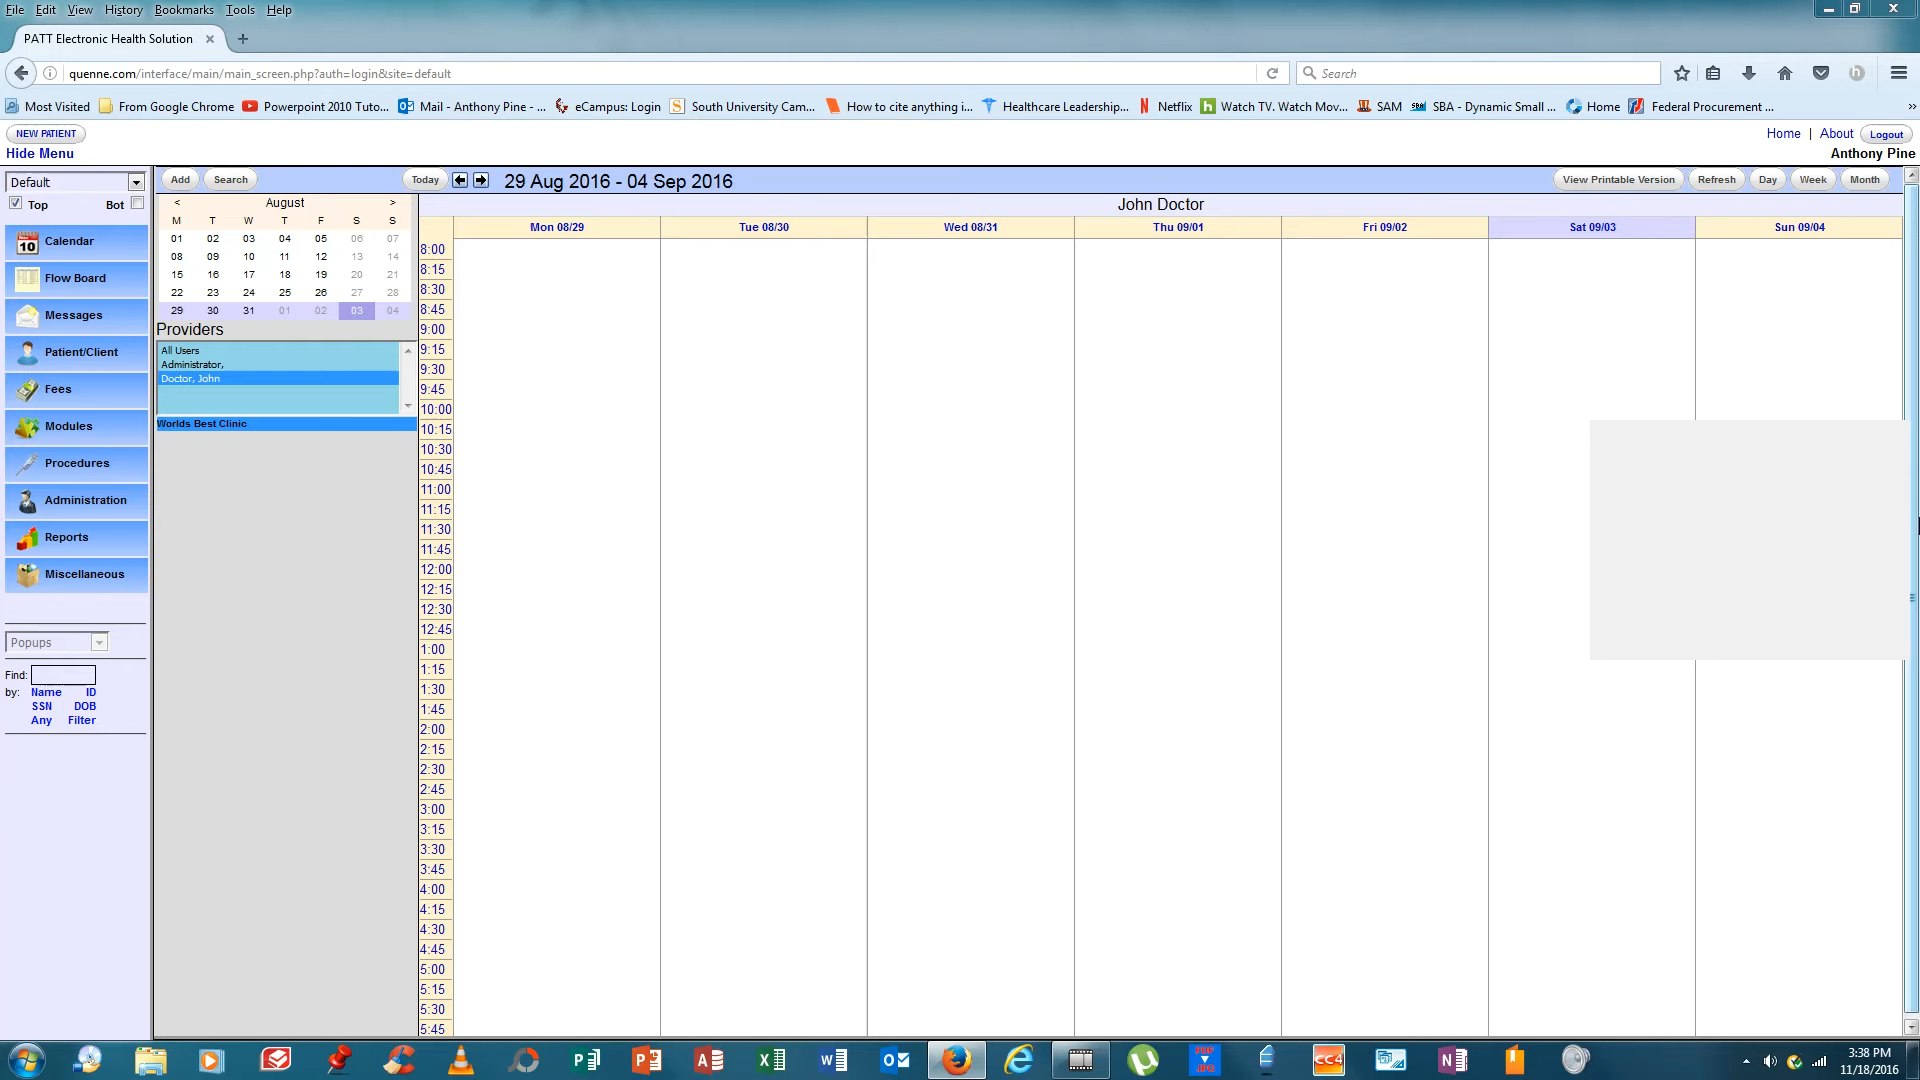 File Edit View History Bookmarks Tools Help
PATT Electronic Health Solution
quenne.com/interface/main/main_screen.php?auth=login&site=default
Search
Most Visited From Google Chrome Powerpoint 2010 Tuto... Mail - Anthony Pine - ... eCampus: Login South University Cam... How to cite anything i... Healthcare Leadership... Netflix Watch TV. Watch Mov... SAM SBA - Dynamic Small ... Home Federal Procurement ...
NEW PATIENT
Home | About Logout
Hide Menu
Anthony Pine
Default
Top Bot
Calendar
Flow Board
Messages
Patient/Client
Fees
Modules
Procedures
Administration
Reports
Miscellaneous
Popups
Find:
by: Name ID
SSN DOB
Any Filter
Add Search Today 29 Aug 2016 - 04 Sep 2016 View Printable Version Refresh Day Week Month
< August >
M T W T F S S
01 02 03 04 05 06 07
08 09 10 11 12 13 14
15 16 17 18 19 20 21
22 23 24 25 26 27 28
29 30 31 01 02 03 04
Providers
All Users
Administrator,
Doctor, John
Worlds Best Clinic
John Doctor
Mon 08/29 Tue 08/30 Wed 08/31 Thu 09/01 Fri 09/02 Sat 09/03 Sun 09/04
8:00
8:15
8:30
8:45
9:00
9:15
9:30
9:45
10:00
10:15
10:30
10:45
11:00
11:15
11:30
11:45
12:00
12:15
12:30
12:45
1:00
1:15
1:30
1:45
2:00
2:15
2:30
2:45
3:00
3:15
3:30
3:45
4:00
4:15
4:30
4:45
5:00
5:15
5:30
5:45
3:38 PM
11/18/2016